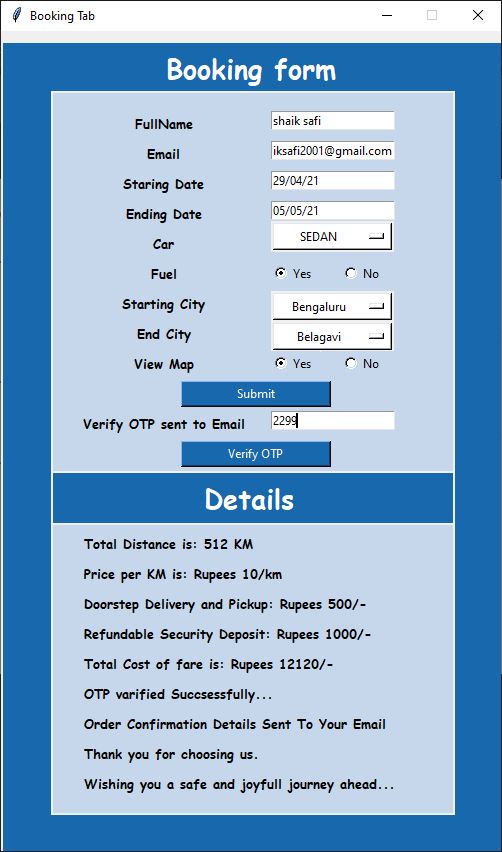 Booking Tab
Booking form
FullName shaik safi
Email iksafi2001@gmail.com
Staring Date 29/04/21
Ending Date 05/05/21
Car SEDAN
Fuel Yes No
Starting City Bengaluru
End City Belagavi
View Map Yes No
Submit
Verify OTP sent to Email 2299
Verify OTP
Details
Total Distance is: 512 KM
Price per KM is: Rupees 10/km
Doorstep Delivery and Pickup: Rupees 500/-
Refundable Security Deposit: Rupees 1000/-
Total Cost of fare is: Rupees 12120/-
OTP varified Succsessfully...
Order Confirmation Details Sent To Your Email
Thank you for choosing us.
Wishing you a safe and joyfull journey ahead...